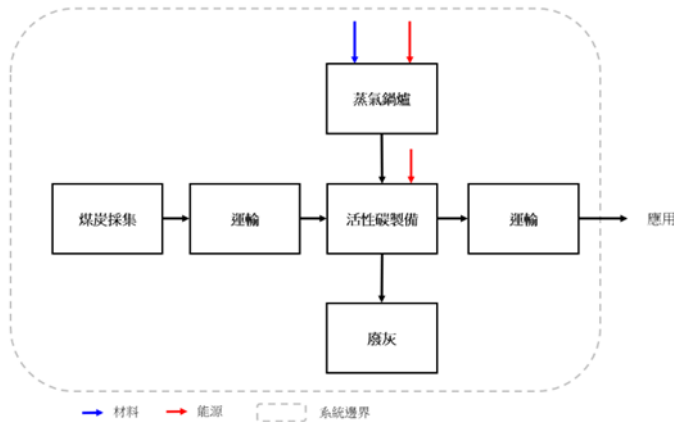 蒸氣鍋爐
煤炭採集
運輸
活性碳製備
運輸
應用
廢灰
材料
能源
系統邊界